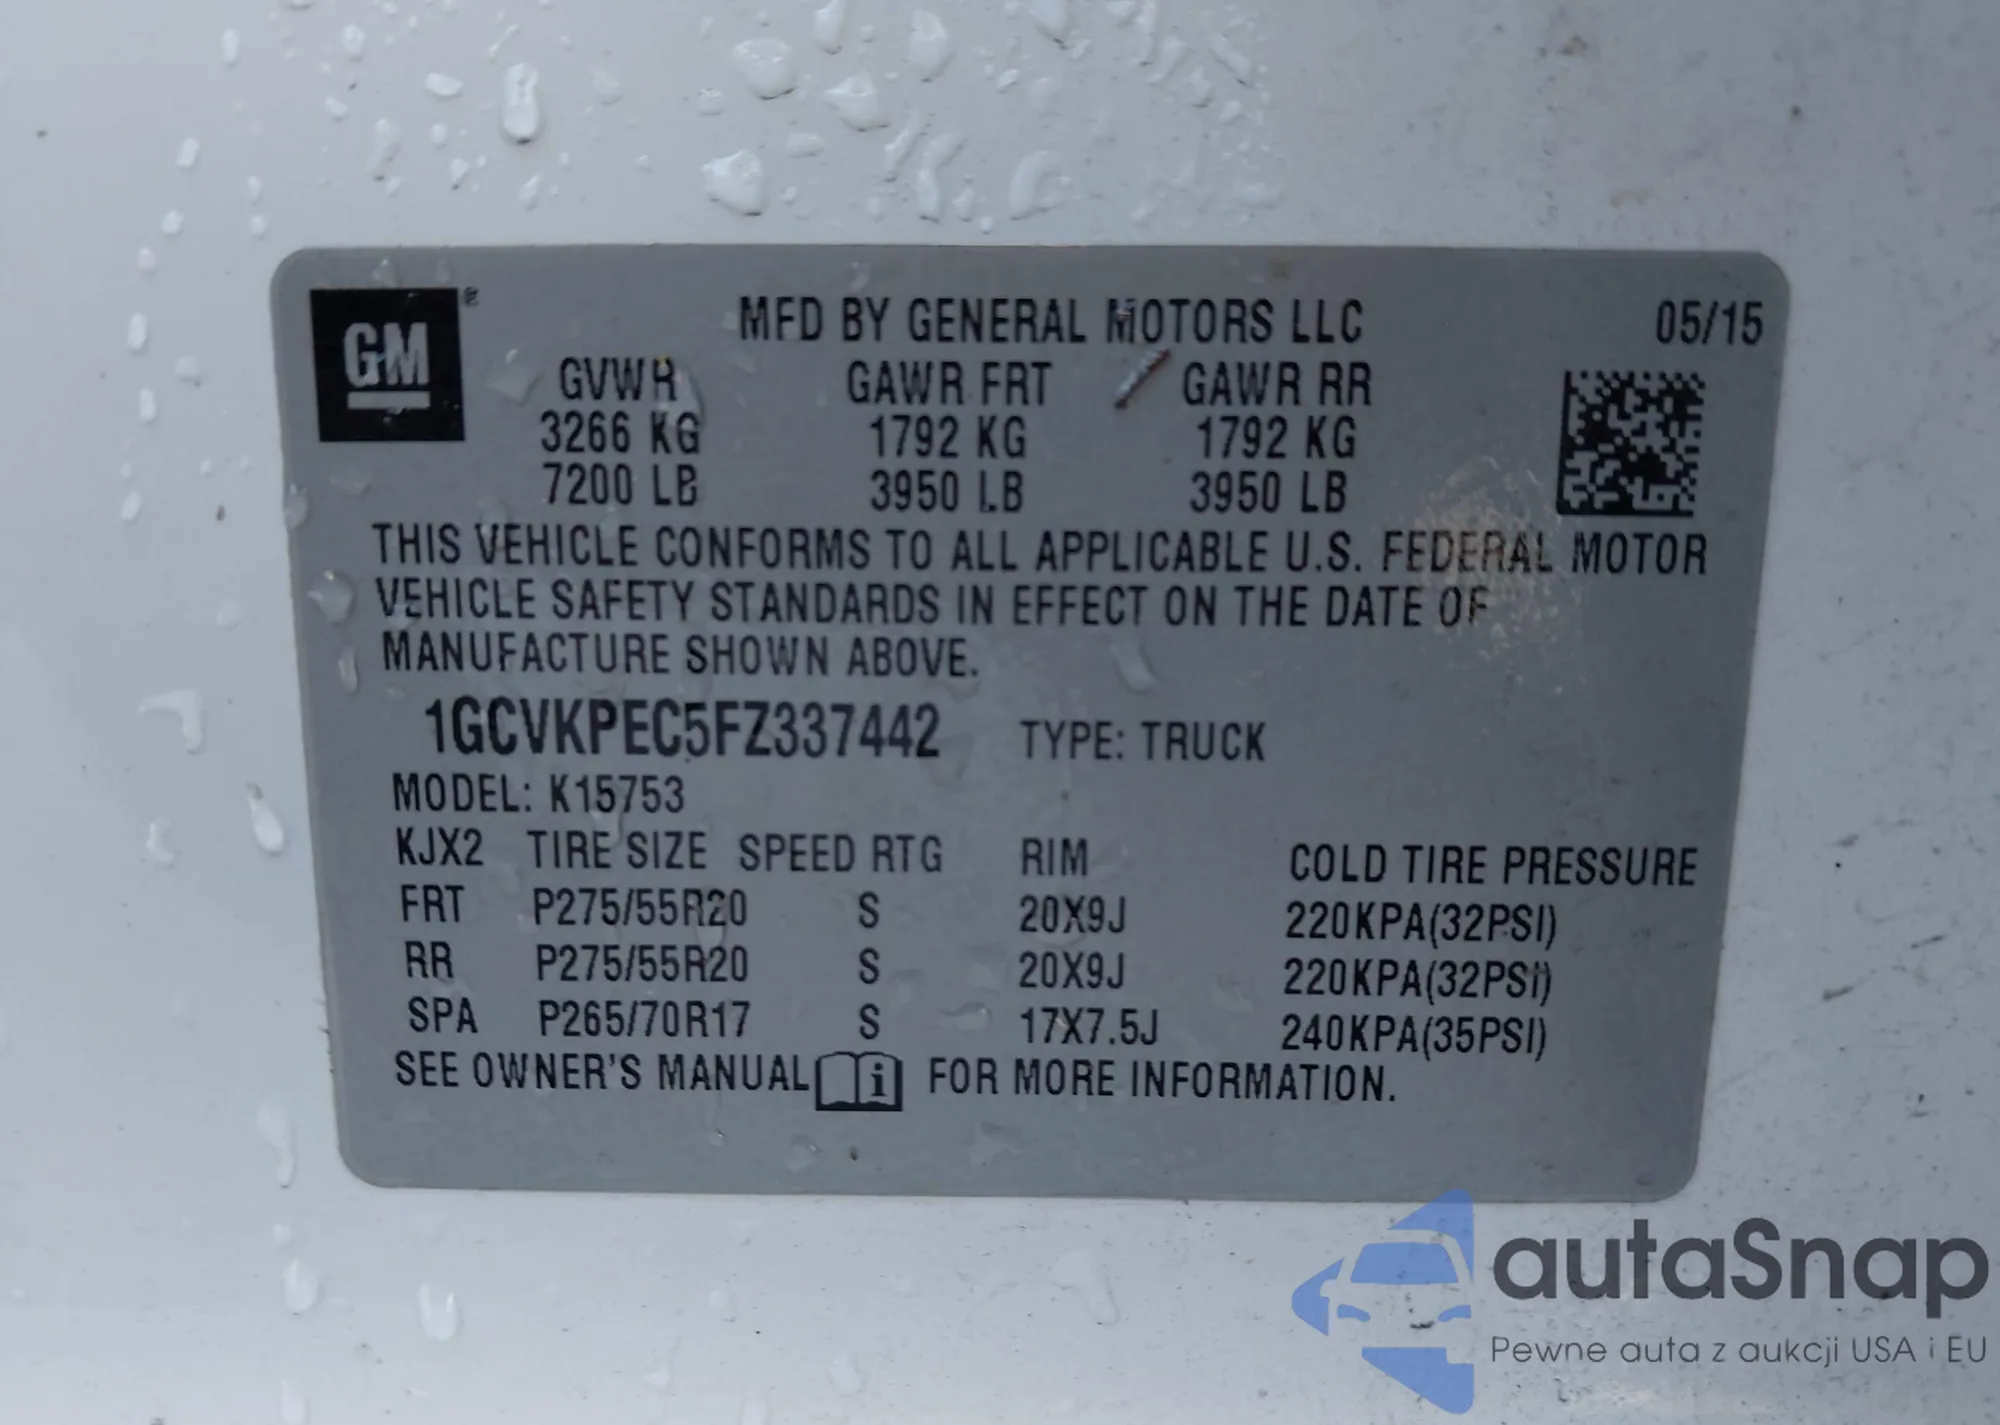 GM®
MFD BY GENERAL MOTORS LLC 05/15
GVWR GAWR FRT GAWR RR
3266 KG 1792 KG 1792 KG
7200 LB 3950 LB 3950 LB
THIS VEHICLE CONFORMS TO ALL APPLICABLE U.S. FEDERAL MOTOR
VEHICLE SAFETY STANDARDS IN EFFECT ON THE DATE OF
MANUFACTURE SHOWN ABOVE.
1GCVKPEC5FZ337442 TYPE: TRUCK
MODEL: K15753
KJX2 TIRE SIZE SPEED RTG RIM COLD TIRE PRESSURE
FRT P275/55R20 S 20X9J 220KPA(32PSI)
RR P275/55R20 S 20X9J 220KPA(32PSI)
SPA P265/70R17 S 17X7.5J 240KPA(35PSI)
SEE OWNER'S MANUAL i FOR MORE INFORMATION.
autaSnap
Pewne auta z aukcji USA i EU